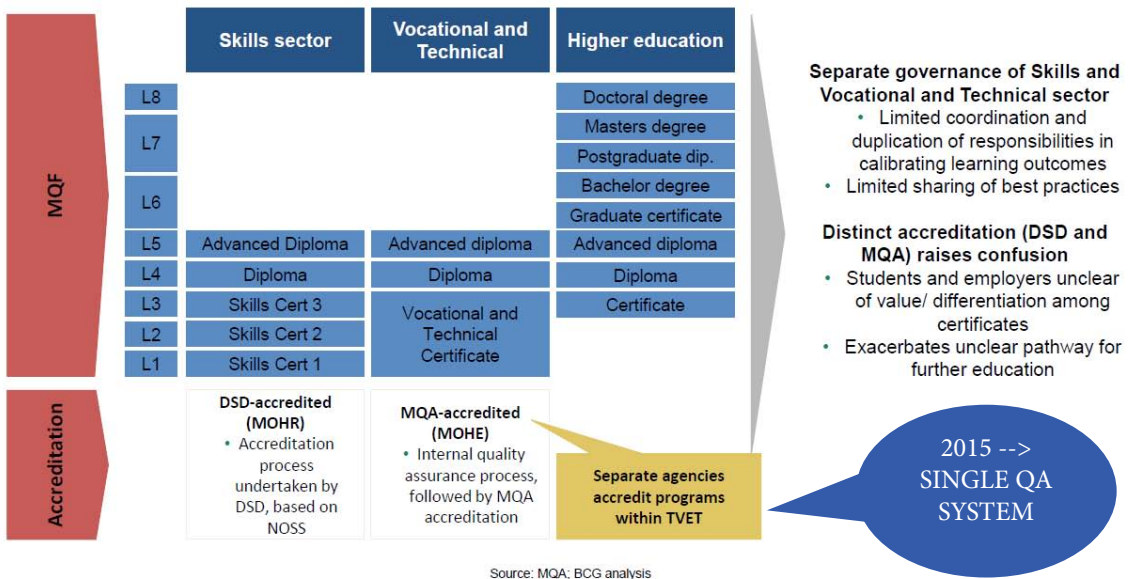 Skills sector
Vocational and
Technical
Higher education
MQF
L8
L7
L6
L5
L4
L3
L2
L1
Advanced Diploma
Diploma
Skills Cert 3
Skills Cert 2
Skills Cert 1
Advanced diploma
Diploma
Vocational and
Technical
Certificate
Doctoral degree
Masters degree
Postgraduate dip.
Bachelor degree
Graduate certificate
Advanced diploma
Diploma
Certificate
Accreditation
DSD-accredited
(MOHR)
• Accreditation
process
undertaken by
DSD, based on
NOSS
MQA-accredited
(MOHE)
• Internal quality
assurance process,
followed by MQA
accreditation
Separate agencies
accredit programs
within TVET
Separate governance of Skills and
Vocational and Technical sector
• Limited coordination and
duplication of responsibilities in
calibrating learning outcomes
• Limited sharing of best practices
Distinct accreditation (DSD and
MQA) raises confusion
• Students and employers unclear
of value/ differentiation among
certificates
• Exacerbates unclear pathway for
further education
2015 -->
SINGLE QA
SYSTEM
Source: MQA; BCG analysis